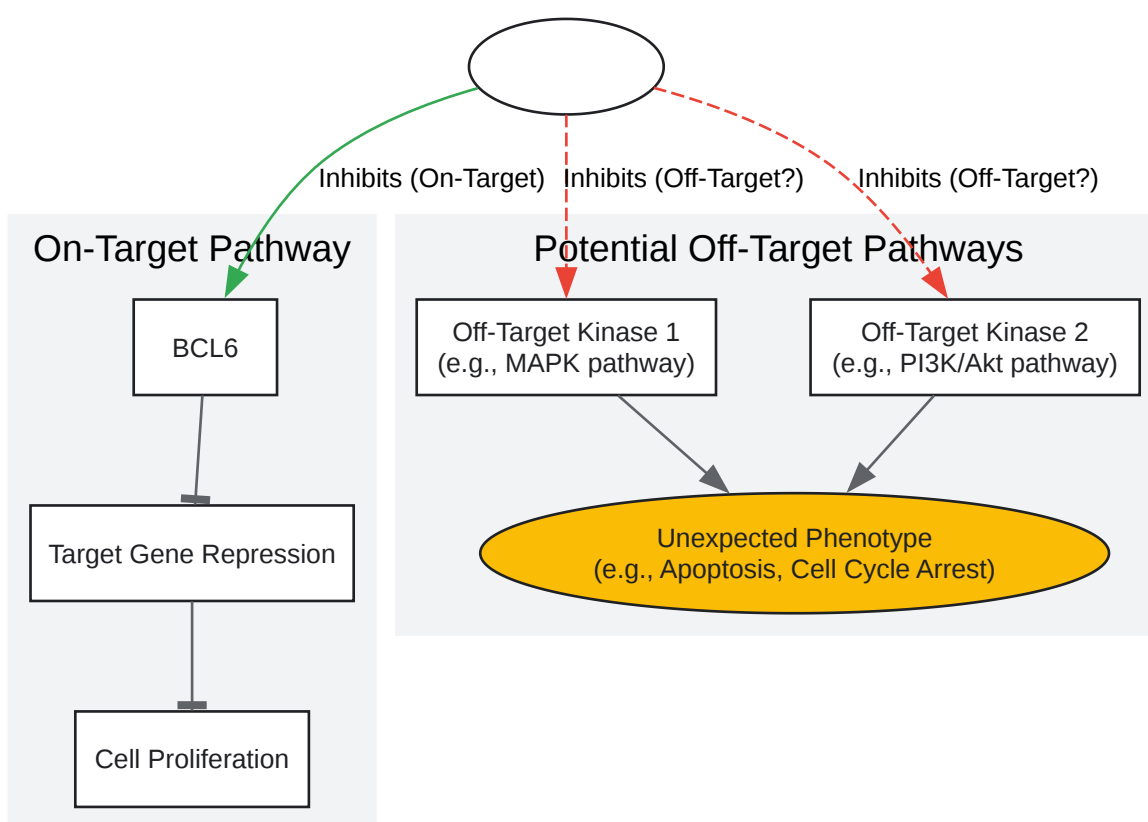 Inhibits (On-Target)
Inhibits (Off-Target?)
Inhibits (Off-Target?)
On-Target Pathway
Potential Off-Target Pathways
BCL6
Off-Target Kinase 1
(e.g., MAPK pathway)
Off-Target Kinase 2
(e.g., PI3K/Akt pathway)
Target Gene Repression
Unexpected Phenotype
(e.g., Apoptosis, Cell Cycle Arrest)
Cell Proliferation